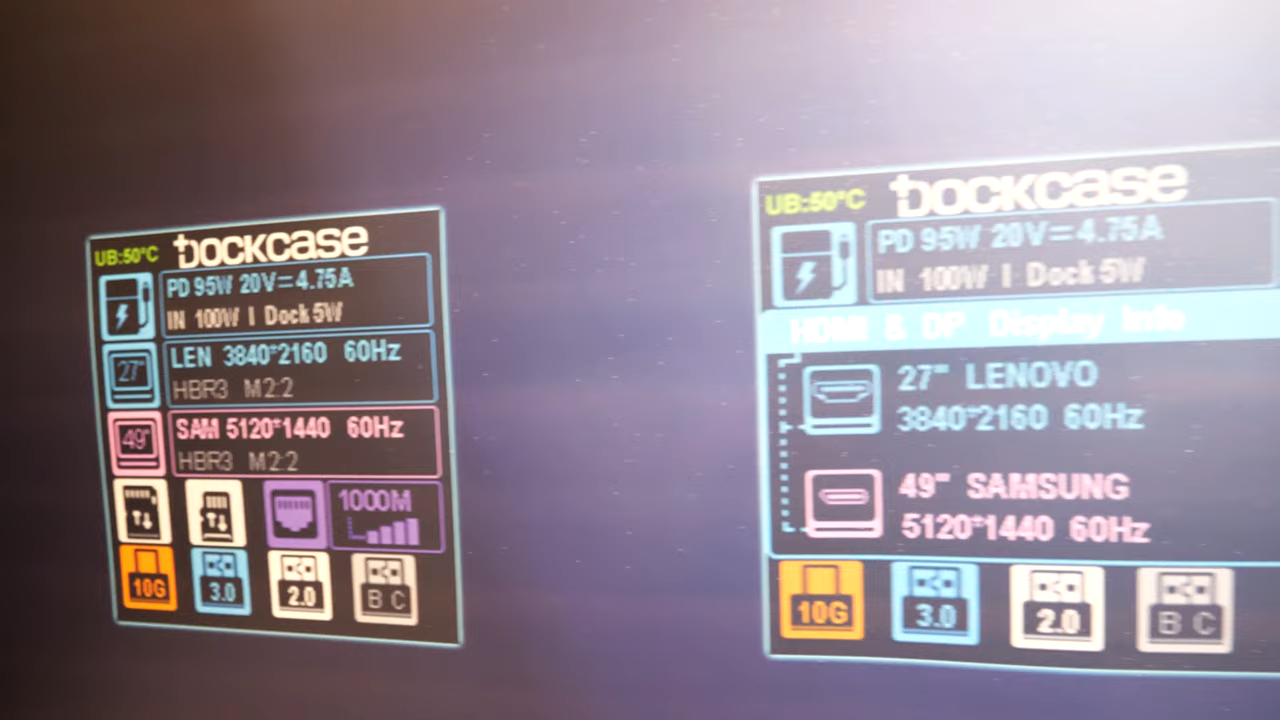 UB:50°C DOCKCASE
PD 95W 20V=4.75A
IN 100W | Dock 5W
27" LEN 3840*2160 60Hz
HBR3 M2:2
49" SAM 5120*1440 60Hz
HBR3 M2:2
1000M
10G 3.0 2.0 B C
UB:50°C DOCKCASE
PD 95W 20V=4.75A
IN 100W | Dock 5W
HDMI & DP Display Info
27" LENOVO
3840*2160 60Hz
49" SAMSUNG
5120*1440 60Hz
10G 3.0 2.0 B C